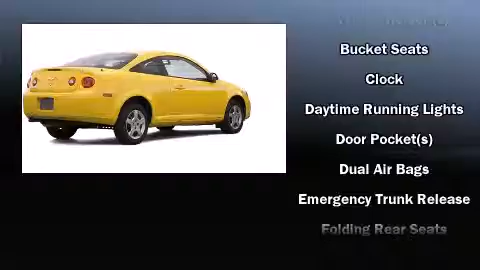 Bucket Seats
Clock
Daytime Running Lights
Door Pocket(s)
Dual Air Bags
Emergency Trunk Release
Folding Rear Seats